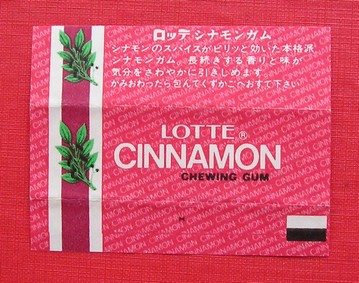 ロッテシナモンガム
シナモンのスパイスがピリッと効いた本格派
シナモンガム。長続きする香りと味が
気分をさわやかに引きしめます
かみおわったら包んでくずかごへおすて下さい
LOTTE®
CINNAMON
CHEWING GUM